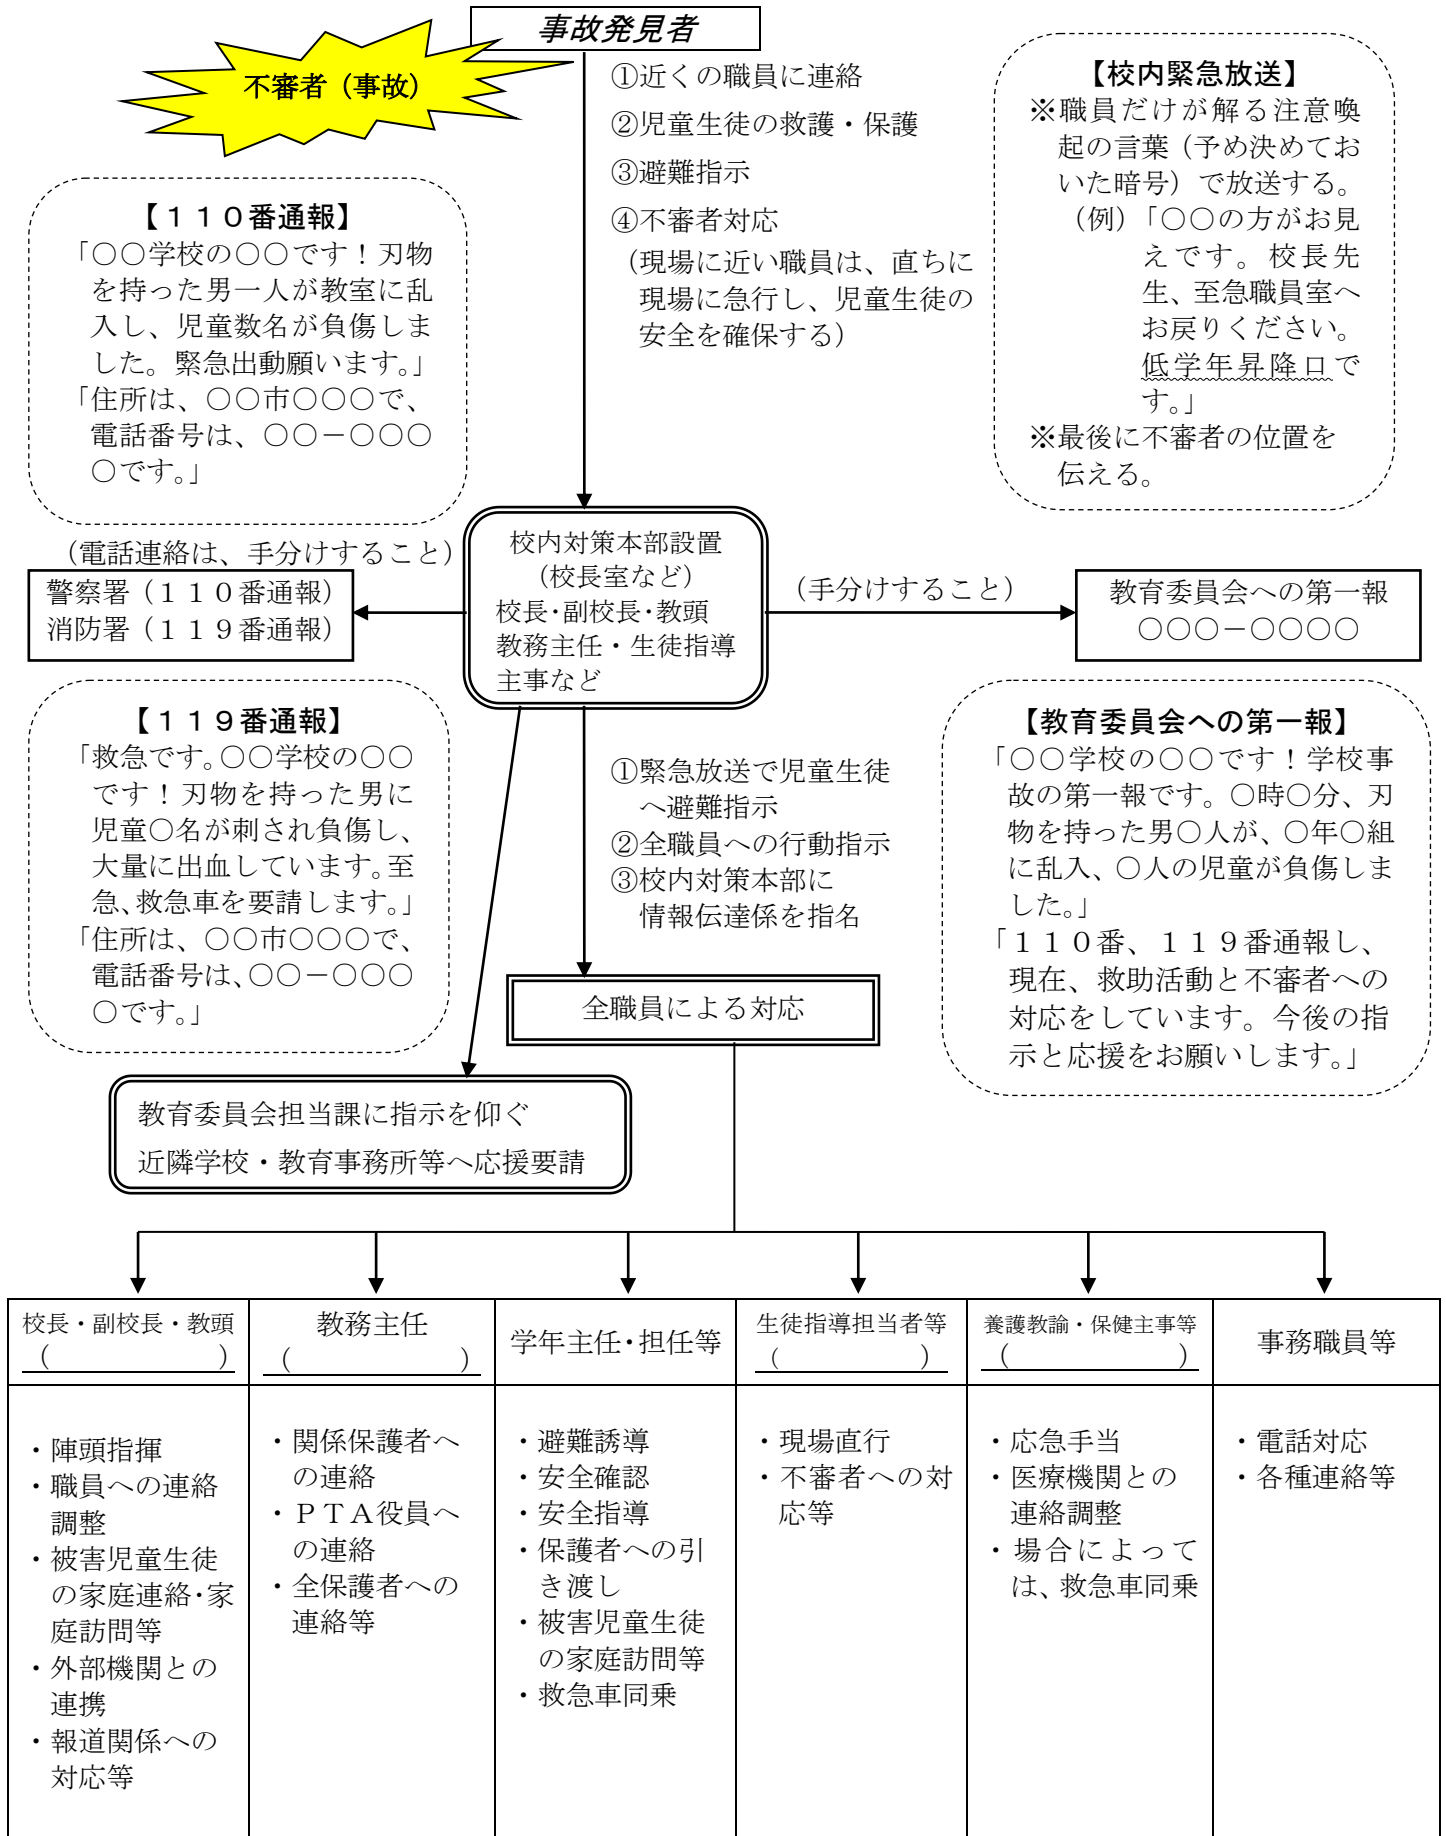 事故発見者
不審者（事故）
①近くの職員に連絡
②児童生徒の救護・保護
③避難指示
④不審者対応
（現場に近い職員は、直ちに
現場に急行し、児童生徒の
安全を確保する）
【校内緊急放送】
※職員だけが解る注意喚
起の言葉（予め決めてお
いた暗号）で放送する。
（例）「〇〇の方がお見
えです。校長先
生、至急職員室へ
お戻りください。
低学年昇降口で
す。」
※最後に不審者の位置を
伝える。
【１１０番通報】
「〇〇学校の〇〇です！刃物
を持った男一人が教室に乱
入し、児童数名が負傷しま
した。緊急出動願います。」
「住所は、〇〇市〇〇〇で、
電話番号は、〇〇－〇〇〇
〇です。」
（電話連絡は、手分けすること）
警察署（１１０番通報）
消防署（１１９番通報）
校内対策本部設置
（校長室など）
校長・副校長・教頭
教務主任・生徒指導
主事など
（手分けすること）
教育委員会への第一報
〇〇〇－〇〇〇〇
【１１９番通報】
「救急です。〇〇学校の〇〇
です！刃物を持った男に
児童〇名が刺され負傷し、
大量に出血しています。至
急、救急車を要請します。」
「住所は、〇〇市〇〇〇で、
電話番号は、〇〇－〇〇〇
〇です。」
①緊急放送で児童生徒
へ避難指示
②全職員への行動指示
③校内対策本部に
情報伝達係を指名
【教育委員会への第一報】
「〇〇学校の〇〇です！学校事
故の第一報です。〇時〇分、刃
物を持った男〇人が、〇年〇組
に乱入、〇人の児童が負傷しま
した。」
「１１０番、１１９番通報し、
現在、救助活動と不審者への
対応をしています。今後の指
示と応援をお願いします。」
全職員による対応
教育委員会担当課に指示を仰ぐ
近隣学校・教育事務所等へ応援要請
校長・副校長・教頭
（　　　　　　）
・陣頭指揮
・職員への連絡
調整
・被害児童生徒
の家庭連絡・家
庭訪問等
・外部機関との
連携
・報道関係への
対応等
教務主任
（　　　　　　）
・関係保護者へ
の連絡
・ＰＴＡ役員へ
の連絡
・全保護者への
連絡等
学年主任・担任等
・避難誘導
・安全確認
・安全指導
・保護者への引
き渡し
・被害児童生徒
の家庭訪問等
・救急車同乗
生徒指導担当者等
（　　　　　）
・現場直行
・不審者への対
応等
養護教諭・保健主事等
（　　　　　　）
・応急手当
・医療機関との
連絡調整
・場合によって
は、救急車同乗
事務職員等
・電話対応
・各種連絡等